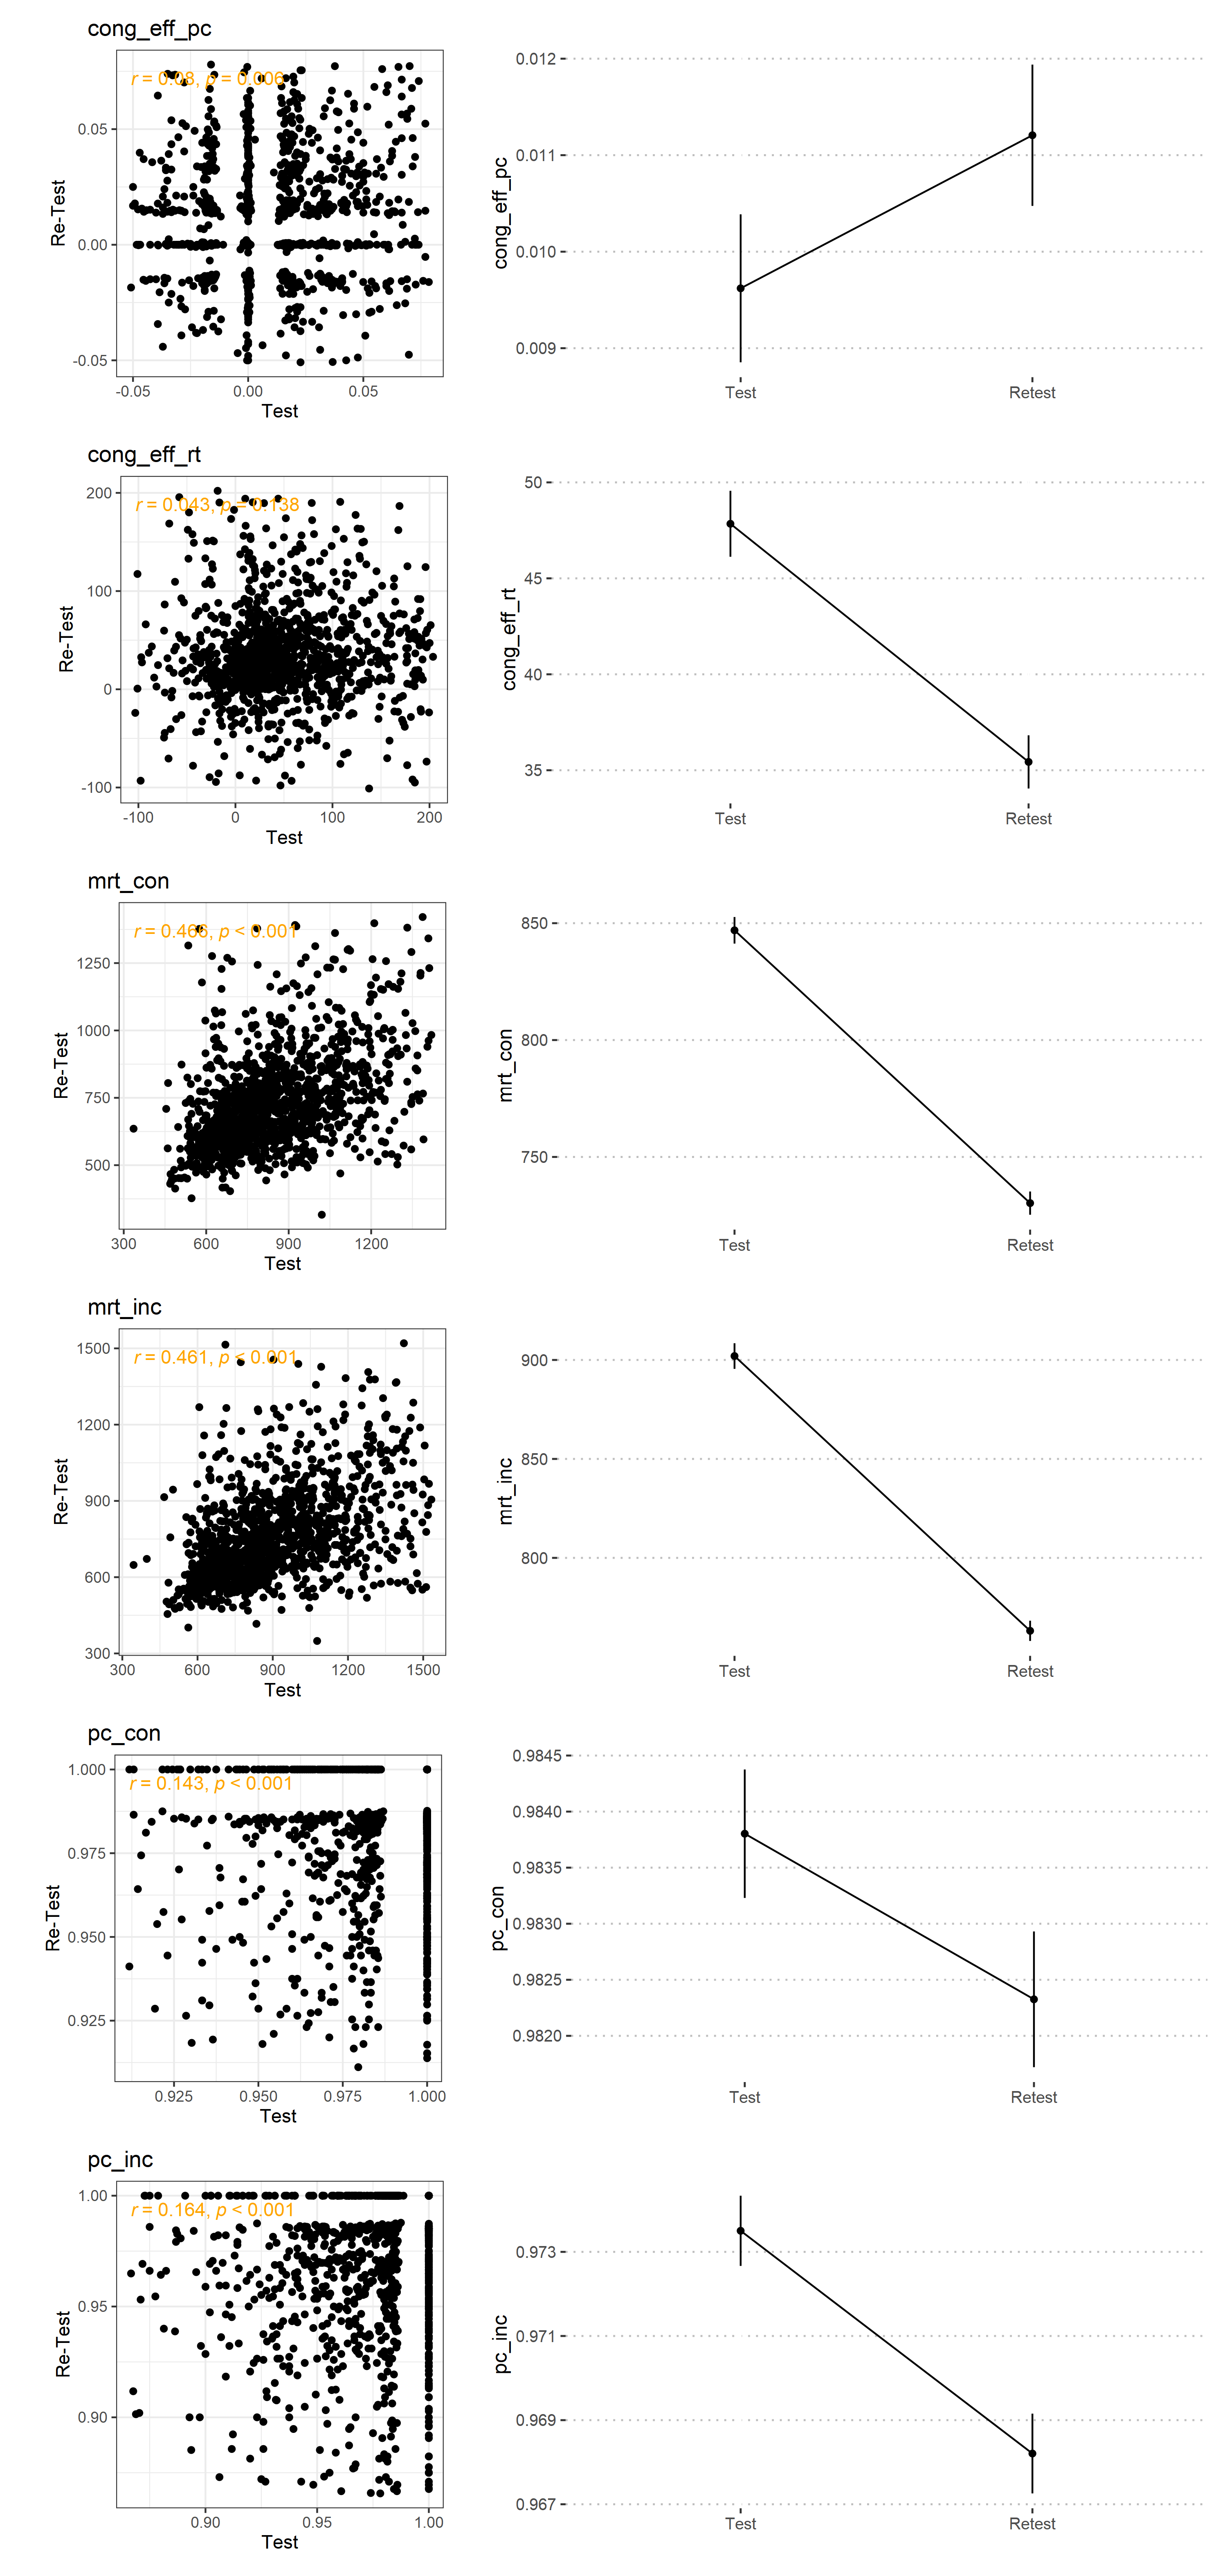 cong_eff_pc
r = 0.08, p = 0.006
0.05
0.00
-0.05
Re-Test
-0.05 0.00 0.05
Test
0.012
0.011
0.010
0.009
cong_eff_pc
Test Retest
cong_eff_rt
r = 0.043, p = 0.138
200
100
0
-100
Re-Test
-100 0 100 200
Test
50
45
40
35
cong_eff_rt
Test Retest
mrt_con
r = 0.466, p < 0.001
1250
1000
750
500
Re-Test
300 600 900 1200
Test
850
800
750
mrt_con
Test Retest
mrt_inc
r = 0.461, p < 0.001
1500
1200
900
600
300
Re-Test
300 600 900 1200 1500
Test
900
850
800
mrt_inc
Test Retest
pc_con
r = 0.143, p < 0.001
1.000
0.975
0.950
0.925
Re-Test
0.925 0.950 0.975 1.000
Test
0.9845
0.9840
0.9835
0.9830
0.9825
0.9820
pc_con
Test Retest
pc_inc
r = 0.164, p < 0.001
1.00
0.95
0.90
Re-Test
0.90 0.95 1.00
Test
0.973
0.971
0.969
0.967
pc_inc
Test Retest